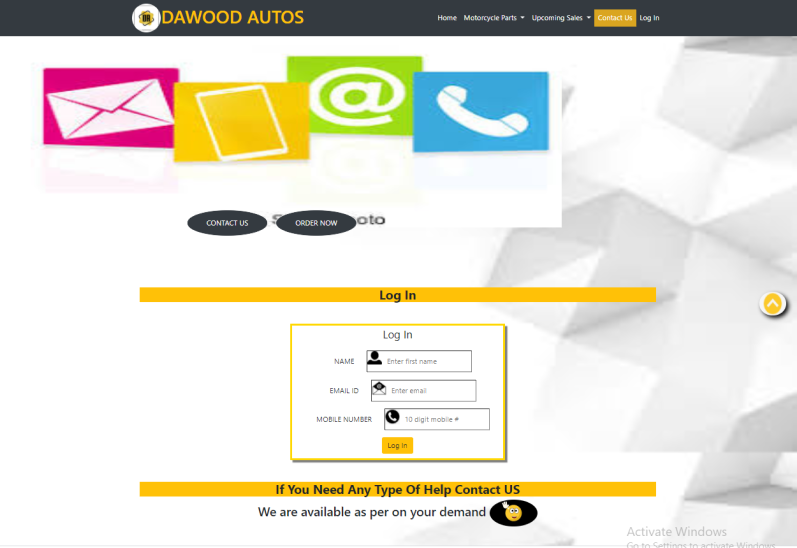 DAWOOD AUTOS
Home Motorcycle Parts Upcoming Sales Contact Us Log In
@
CONTACT US ORDER NOW oto
Log In
Log In
NAME Enter first name
EMAIL ID Enter email
MOBILE NUMBER 10 digit mobile #
Log In
If You Need Any Type Of Help Contact US
We are available as per on your demand
Activate Windows
Go to Settings to activate Windows.